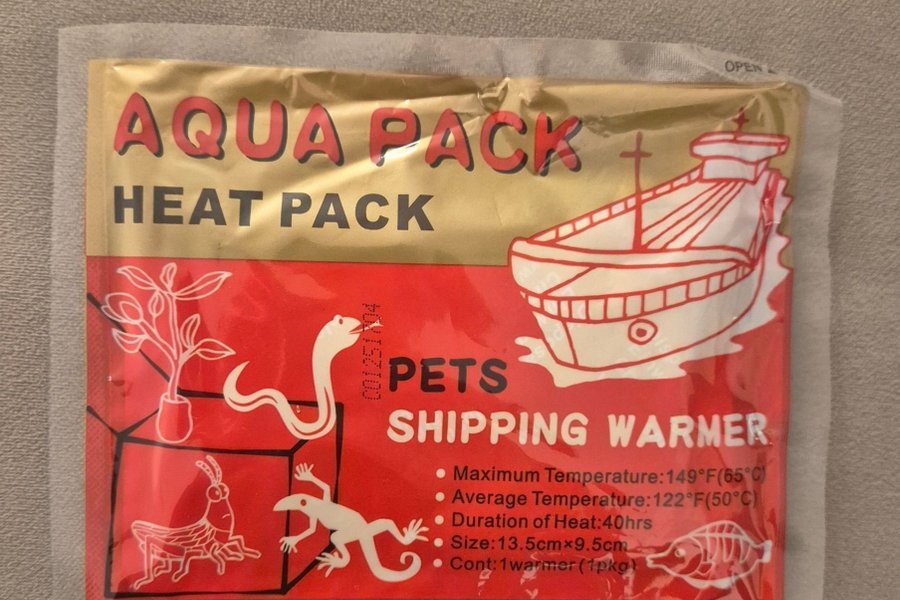 OPEN
AQUA PACK
HEAT PACK
PETS
SHIPPING WARMER
• Maximum Temperature:149°F(65°C)
• Average Temperature:122°F(50°C)
• Duration of Heat:40hrs
• Size:13.5cm×9.5cm
• Cont:1warmer(1pkg)